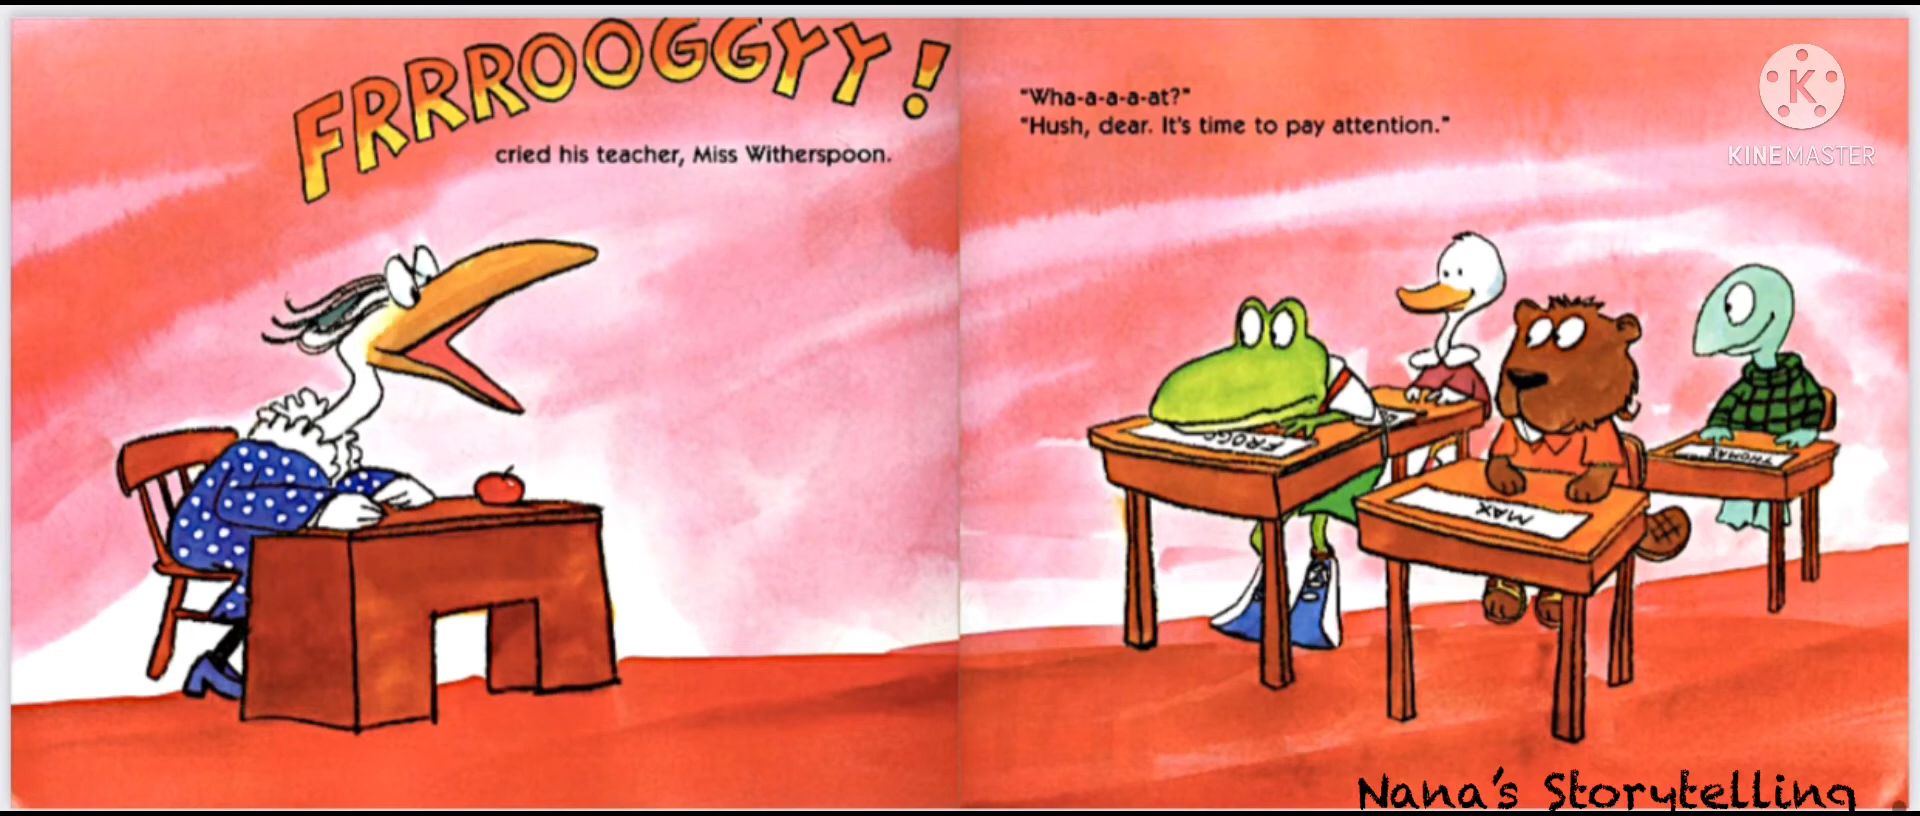 FRRROOGGYY!
cried his teacher, Miss Witherspoon.
"Wha-a-a-a-at?"
"Hush, dear. It's time to pay attention."
K
KINEMASTER
FROGG
THOMAS
MAX
Nana's Storytelling